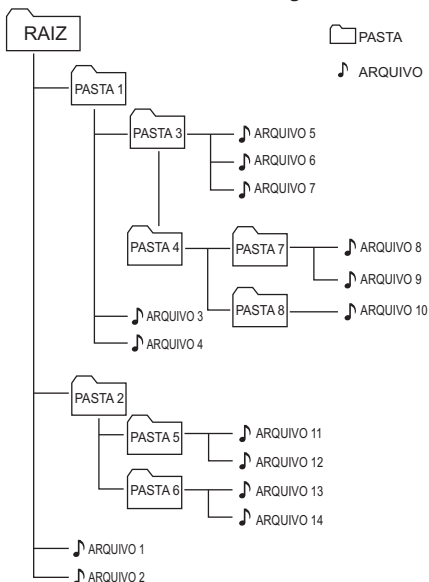 RAIZ
PASTA
ARQUIVO
PASTA 1
PASTA 3
ARQUIVO 5
ARQUIVO 6
ARQUIVO 7
PASTA 4
PASTA 7
ARQUIVO 8
ARQUIVO 9
PASTA 8
ARQUIVO 10
ARQUIVO 3
ARQUIVO 4
PASTA 2
PASTA 5
ARQUIVO 11
ARQUIVO 12
PASTA 6
ARQUIVO 13
ARQUIVO 14
ARQUIVO 1
ARQUIVO 2